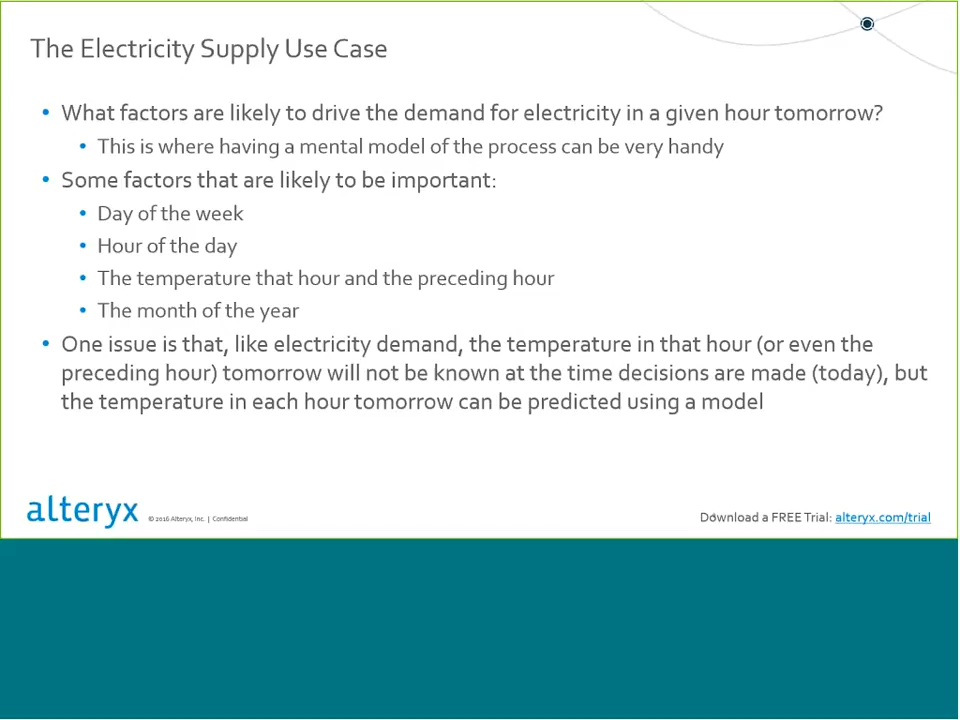 The Electricity Supply Use Case
• What factors are likely to drive the demand for electricity in a given hour tomorrow?
• This is where having a mental model of the process can be very handy
• Some factors that are likely to be important:
• Day of the week
• Hour of the day
• The temperature that hour and the preceding hour
• The month of the year
• One issue is that, like electricity demand, the temperature in that hour (or even the
preceding hour) tomorrow will not be known at the time decisions are made (today), but
the temperature in each hour tomorrow can be predicted using a model
alteryx © 2016 Alteryx, Inc. | Confidential
Download a FREE Trial: alteryx.com/trial